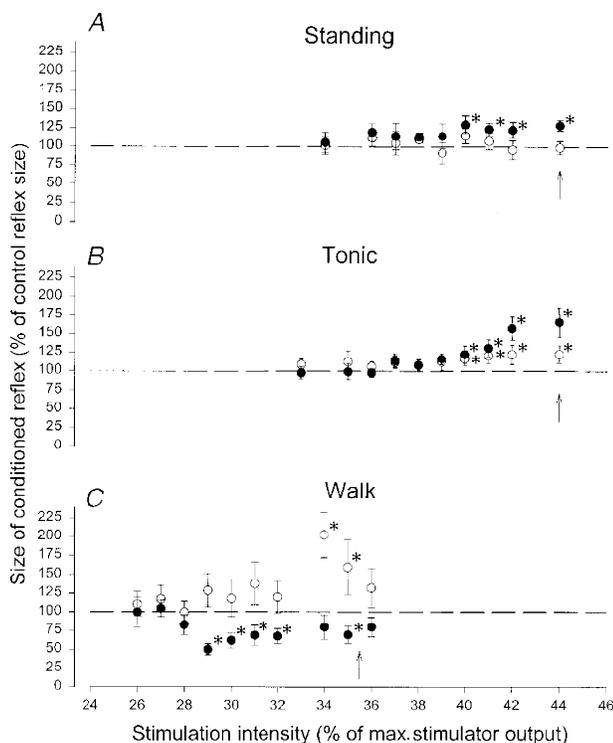 A
Standing
225
200
175
150
125
100
75
50
25
0
* * * *
B
Tonic
225
200
175
150
125
100
75
50
25
0
* * * *
* * * *
C
Walk
225
200
175
150
125
100
75
50
25
0
* *
* * * * *
24 26 28 30 32 34 36 38 40 42 44 46
Stimulation intensity (% of max. stimulator output)
Size of conditioned reflex (% of control reflex size)